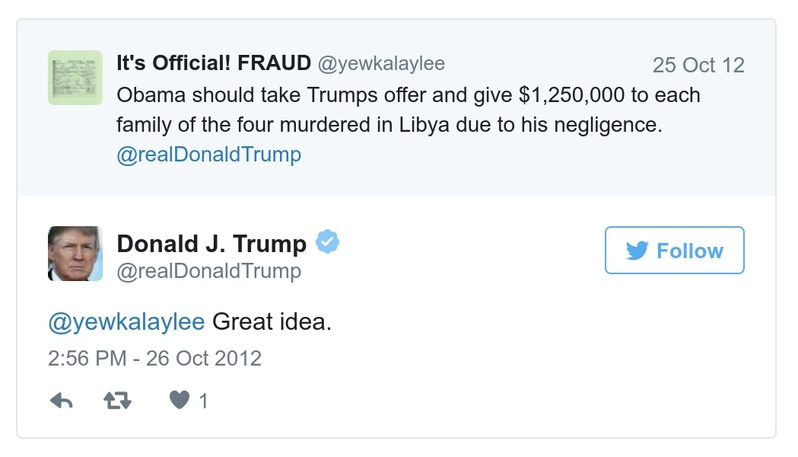 It's Official! FRAUD @yewkalaylee 25 Oct 12
Obama should take Trumps offer and give $1,250,000 to each
family of the four murdered in Libya due to his negligence.
@realDonaldTrump
Donald J. Trump
@realDonaldTrump
Follow
@yewkalaylee Great idea.
2:56 PM - 26 Oct 2012
1